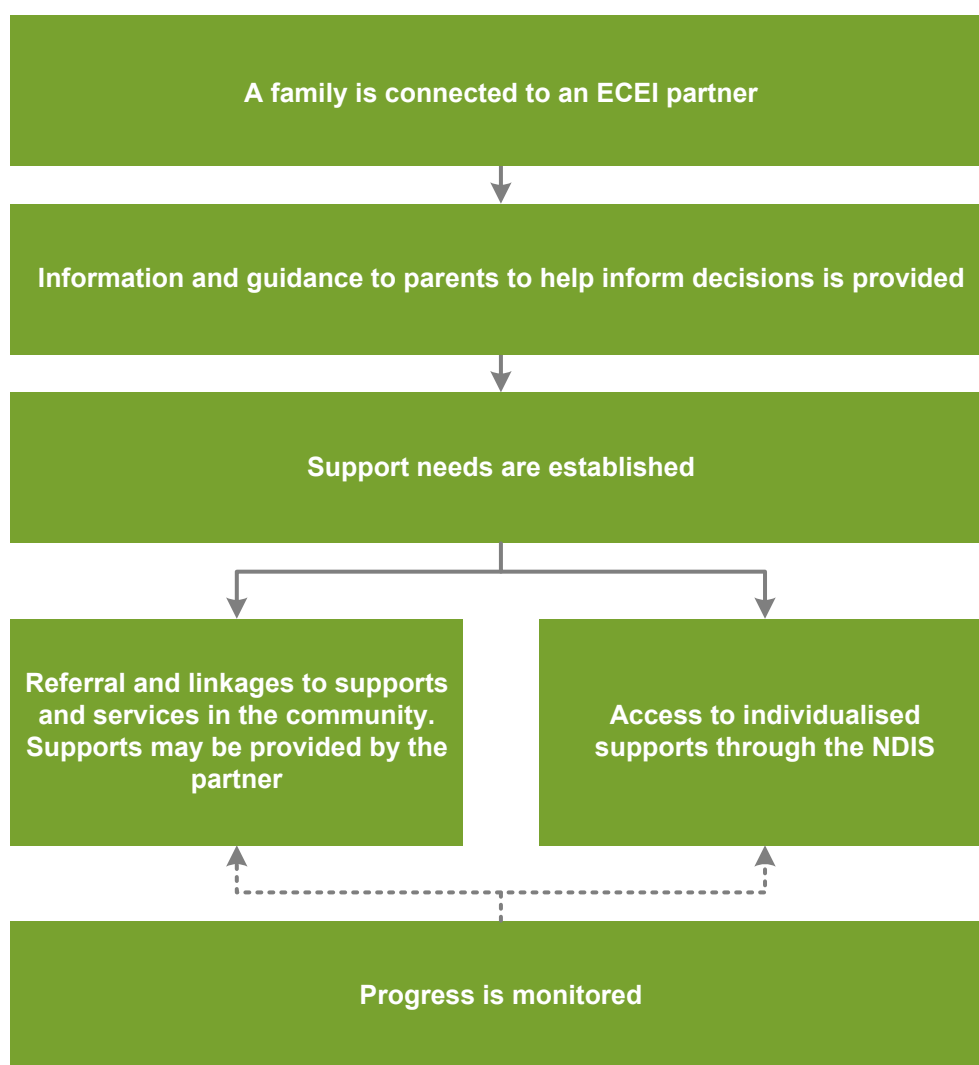 A family is connected to an ECEI partner
Information and guidance to parents to help inform decisions is provided
Support needs are established
Referral and linkages to supports
and services in the community.
Supports may be provided by the
partner
Access to individualised
supports through the NDIS
Progress is monitored